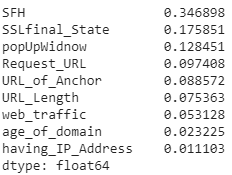 SFH 0.346898
SSLfinal_State 0.175851
popUpWidnow 0.128451
Request_URL 0.097408
URL_of_Anchor 0.088572
URL_Length 0.075363
web_traffic 0.053128
age_of_domain 0.023225
having_IP_Address 0.011103
dtype: float64